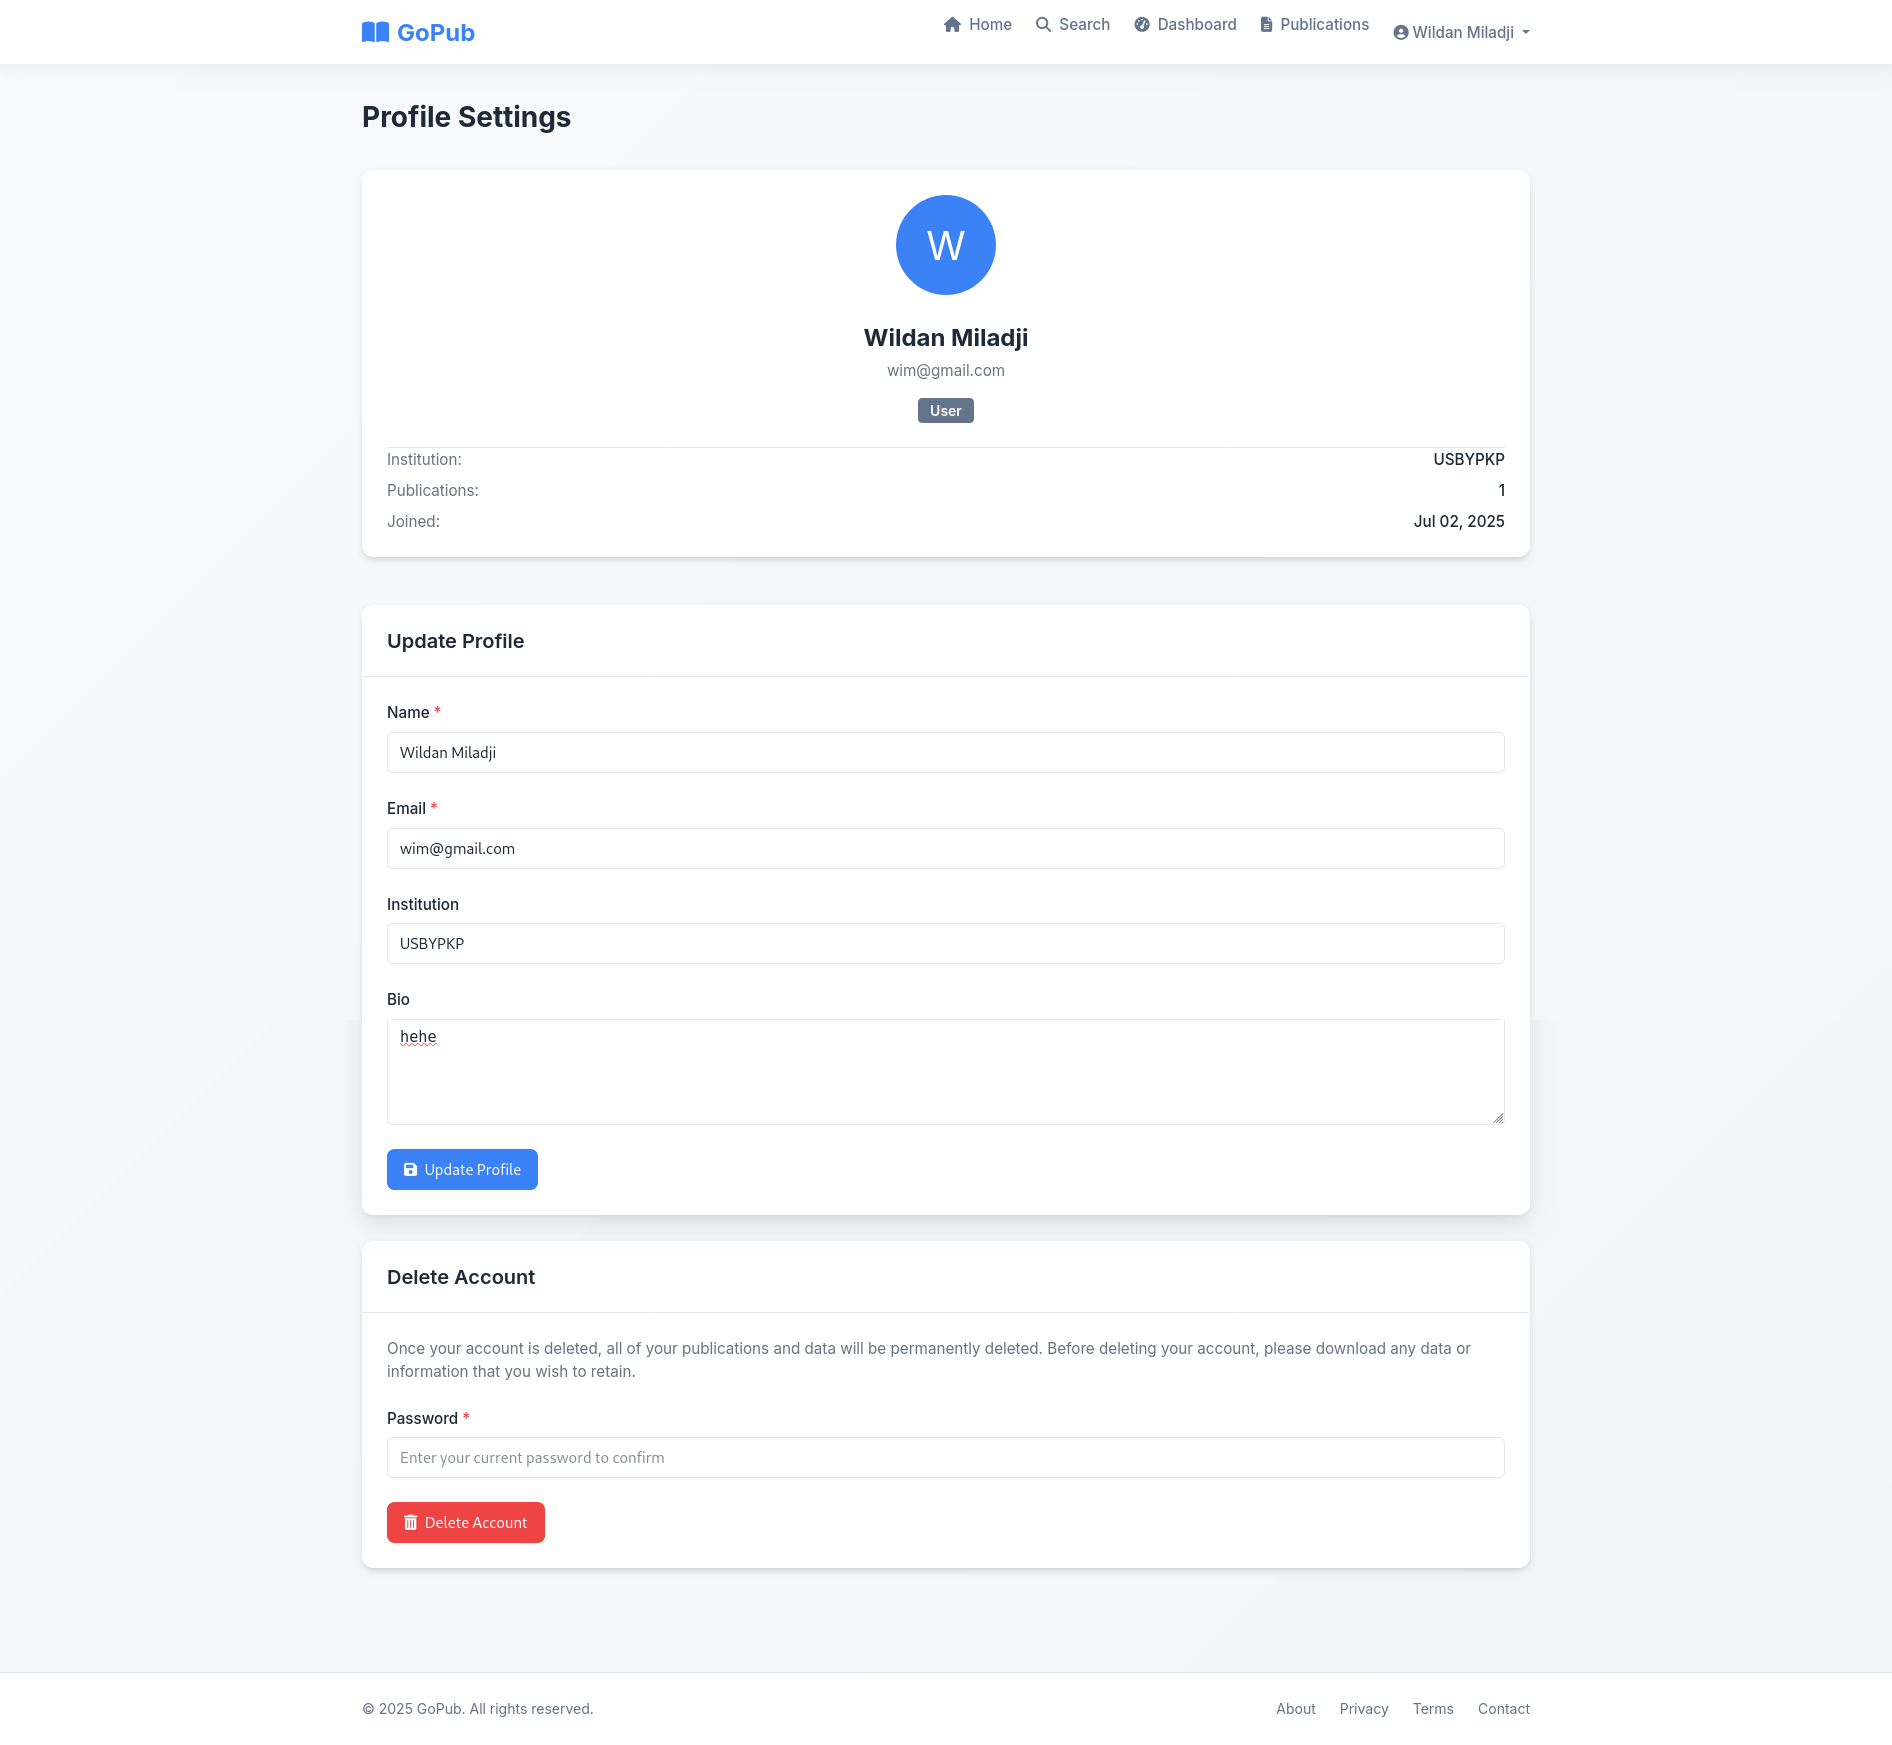 GoPub
Home Search Dashboard Publications Wildan Miladji
Profile Settings
W
Wildan Miladji
wim@gmail.com
User
Institution: USBYPKP
Publications: 1
Joined: Jul 02, 2025
Update Profile
Name *
Wildan Miladji
Email *
wim@gmail.com
Institution
USBYPKP
Bio
hehe
Update Profile
Delete Account
Once your account is deleted, all of your publications and data will be permanently deleted. Before deleting your account, please download any data or
information that you wish to retain.
Password *
Enter your current password to confirm
Delete Account
© 2025 GoPub. All rights reserved. About Privacy Terms Contact